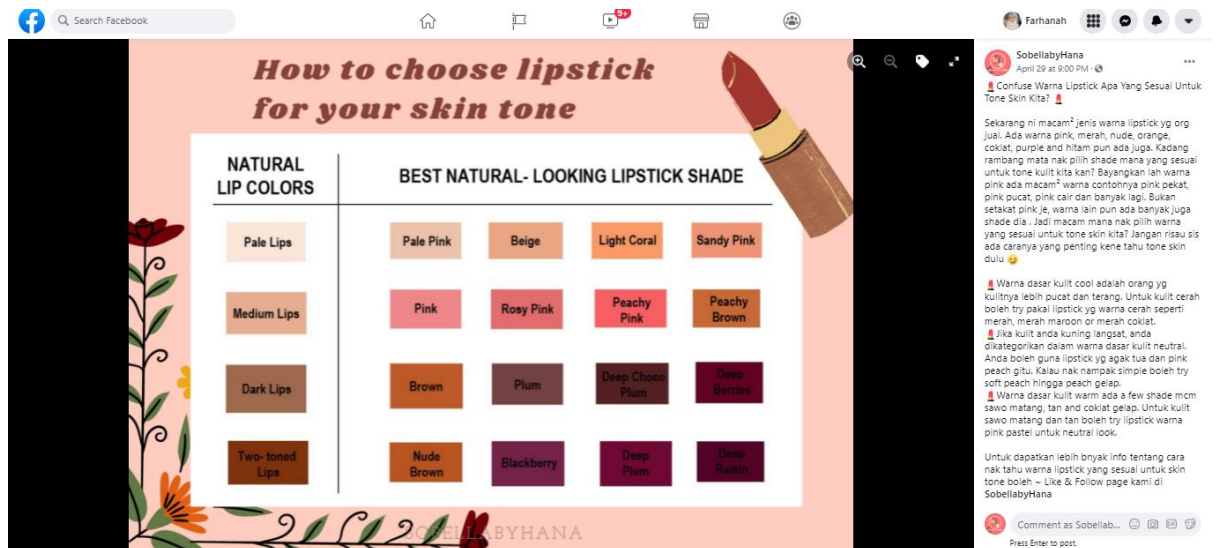 Search Facebook
9+
Farhanah
How to choose lipstick
for your skin tone
NATURAL
LIP COLORS
BEST NATURAL- LOOKING LIPSTICK SHADE
Pale Lips
Pale Pink
Beige
Light Coral
Sandy Pink
Medium Lips
Pink
Rosy Pink
Peachy
Pink
Peachy
Brown
Dark Lips
Brown
Plum
Deep Choco
Plum
Deep
Berries
Two- toned
Lips
Nude
Brown
Blackberry
Deep
Plum
Deep
Raisin
SOBELLABYHANA
SobellabyHana
April 29 at 9:00 PM ·
💄Confuse Warna Lipstick Apa Yang Sesuai Untuk
Tone Skin Kita? 💄
Sekarang ni macam² jenis warna lipstick yg org
jual. Ada warna pink, merah, nude, orange,
coklat, purple and hitam pun ada juga. Kadang
rambang mata nak pilih shade mana yang sesuai
untuk tone kulit kita kan? Bayangkan lah warna
pink ada macam² warna contohnya pink pekat,
pink pucat, pink cair dan banyak lagi. Bukan
setakat pink je, warna lain pun ada banyak juga
shade dia . Jadi macam mana nak pilih warna
yang sesuai untuk tone skin kita? Jangan risau sis
ada caranya yang penting kene tahu tone skin
dulu 😉
💄Warna dasar kulit cool adalah orang yg
kulitnya lebih pucat dan terang. Untuk kulit cerah
boleh try pakai lipstick yg warna cerah seperti
merah, merah maroon or merah coklat.
💄Jika kulit anda kuning langsat, anda
dikategorikan dalam warna dasar kulit neutral.
Anda boleh guna lipstick yg agak tua dan pink
peach gitu. Kalau nak nampak simple boleh try
soft peach hingga peach gelap.
💄Warna dasar kulit warm ada a few shade mcm
sawo matang, tan and coklat gelap. Untuk kulit
sawo matang dan tan boleh try lipstick warna
pink pastel untuk neutral look.
Untuk dapatkan lebih bnyak info tentang cara
nak tahu warna lipstick yang sesuai untuk skin
tone boleh ~ Like & Follow page kami di
SobellabyHana
Comment as Sobellab...
Press Enter to post.